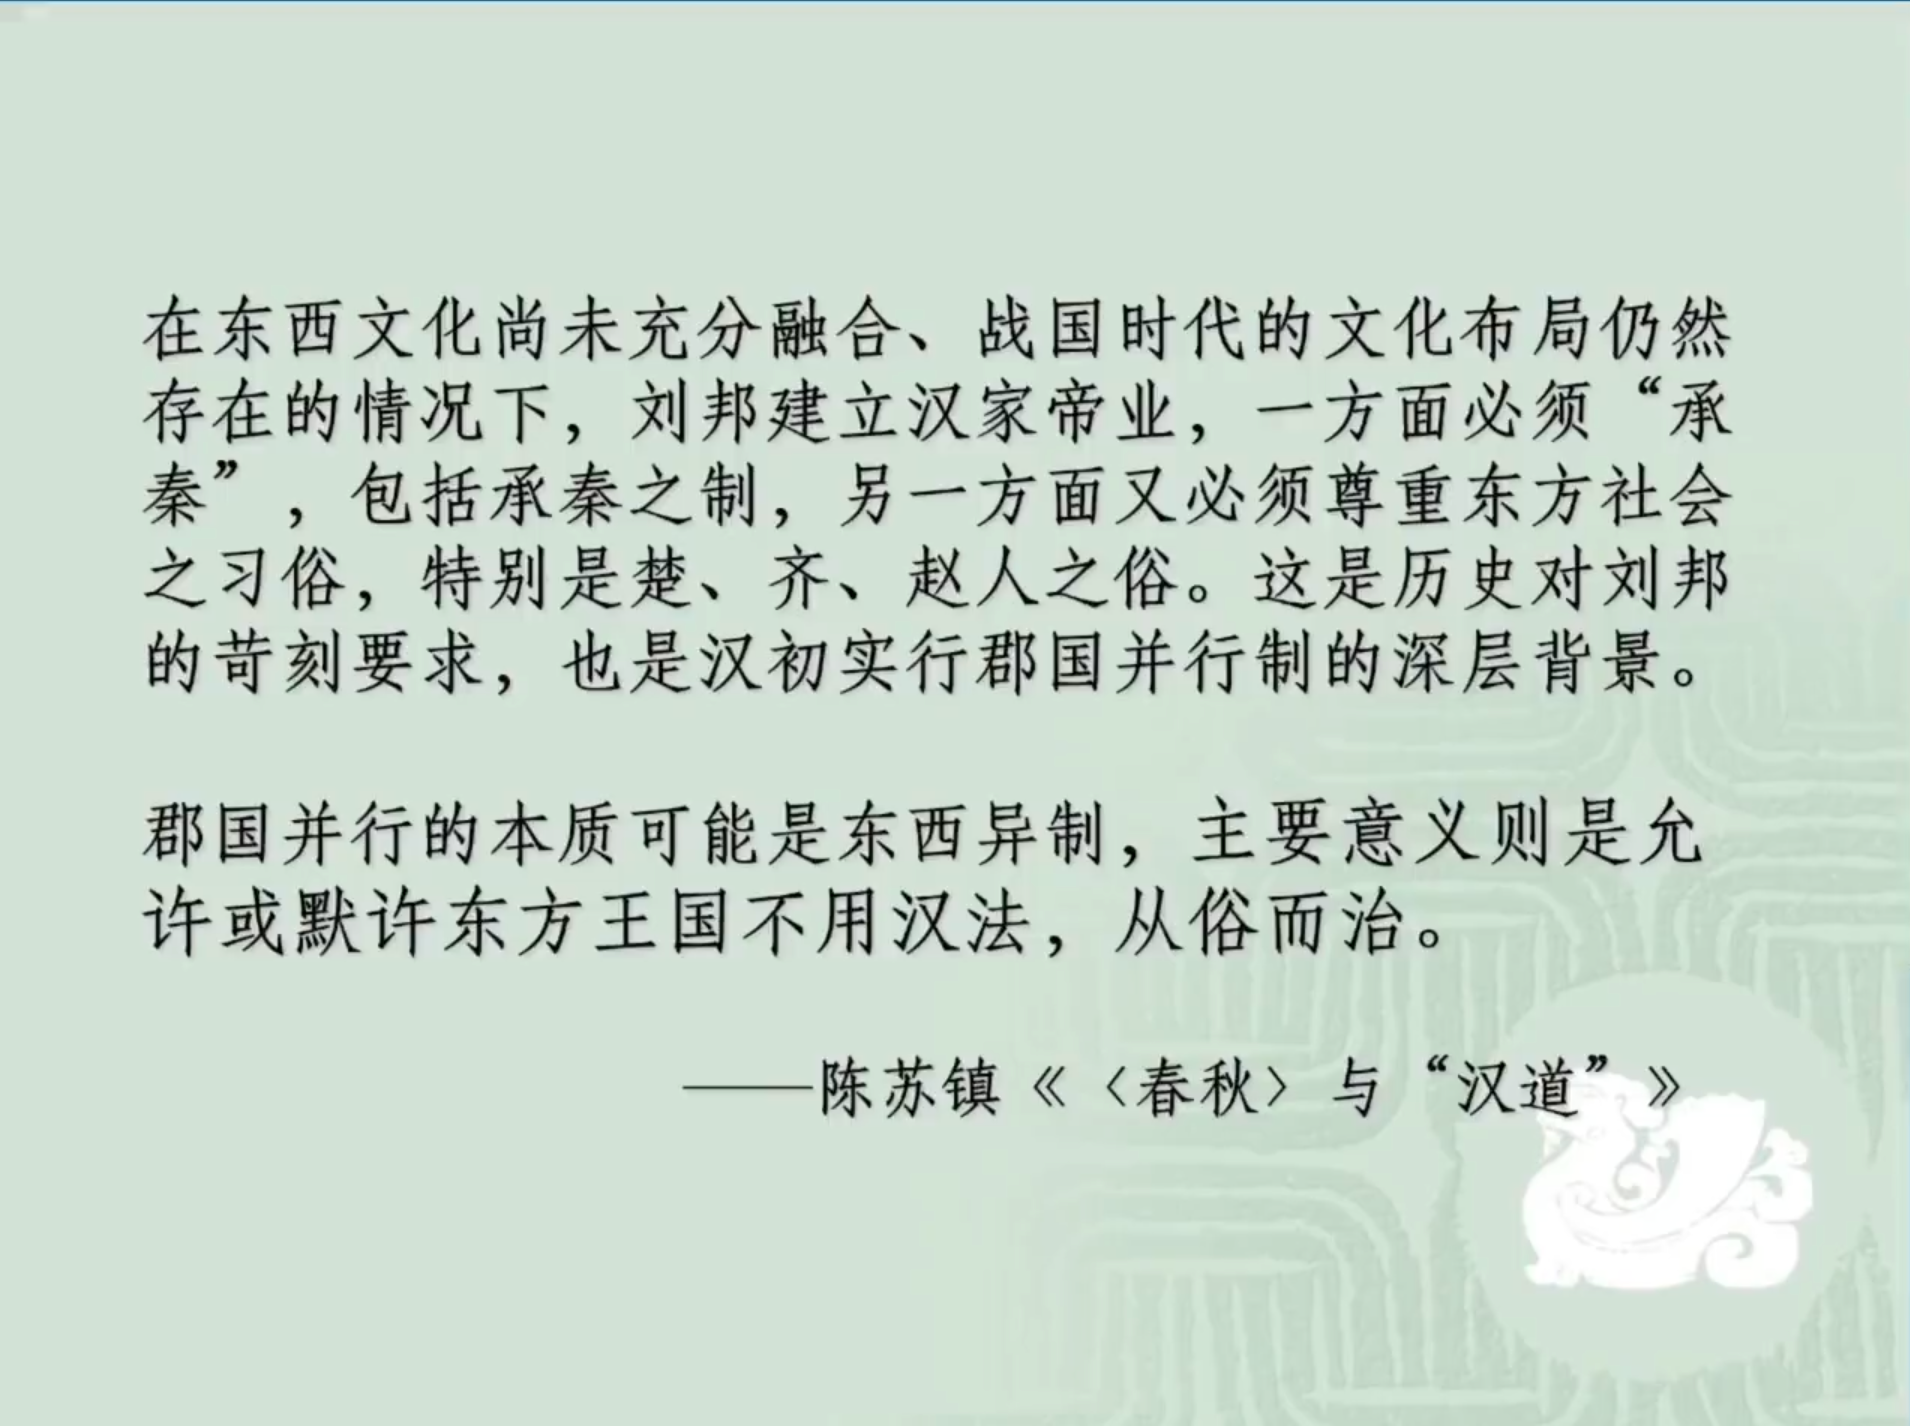 在东西文化尚未充分融合、战国时代的文化布局仍然
存在的情况下，刘邦建立汉家帝业，一方面必须“承
秦”，包括承秦之制，另一方面又必须尊重东方社会
之习俗，特别是楚、齐、赵人之俗。这是历史对刘邦
的苛刻要求，也是汉初实行郡国并行制的深层背景。
郡国并行的本质可能是东西异制，主要意义则是允
许或默许东方王国不用汉法，从俗而治。
——陈苏镇《〈春秋〉与“汉道”》